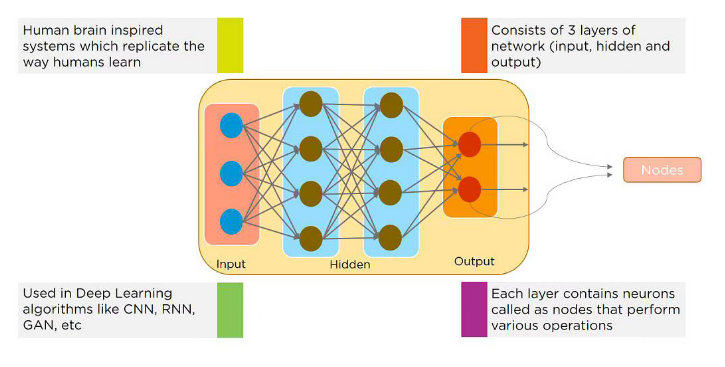 Human brain inspired
systems which replicate the
way humans learn
Consists of 3 layers of
network (input, hidden and
output)
Nodes
Input
Hidden
Output
Used in Deep Learning
algorithms like CNN, RNN,
GAN, etc
Each layer contains neurons
called as nodes that perform
various operations